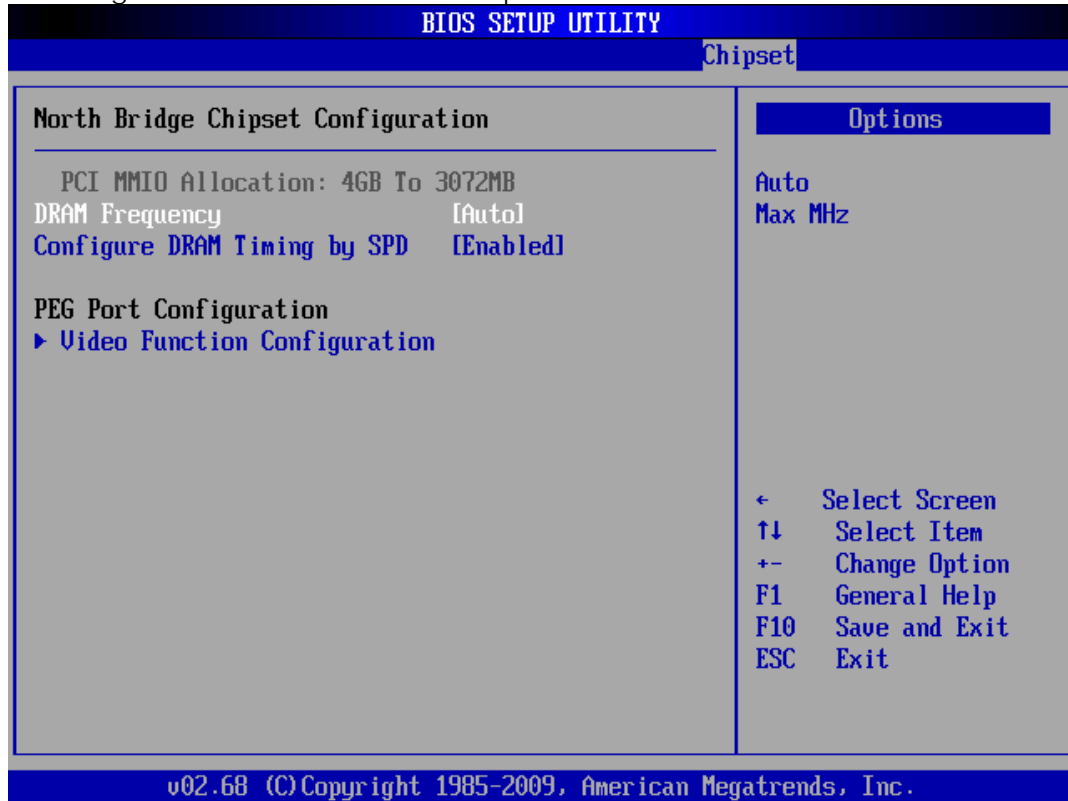 BIOS SETUP UTILITY
Chipset
North Bridge Chipset Configuration
PCI MMIO Allocation: 4GB To 3072MB
DRAM Frequency [Auto]
Configure DRAM Timing by SPD [Enabled]
PEG Port Configuration
▶ Video Function Configuration
Options
Auto
Max MHz
← Select Screen
↑↓ Select Item
+- Change Option
F1 General Help
F10 Save and Exit
ESC Exit
v02.68 (C)Copyright 1985-2009, American Megatrends, Inc.